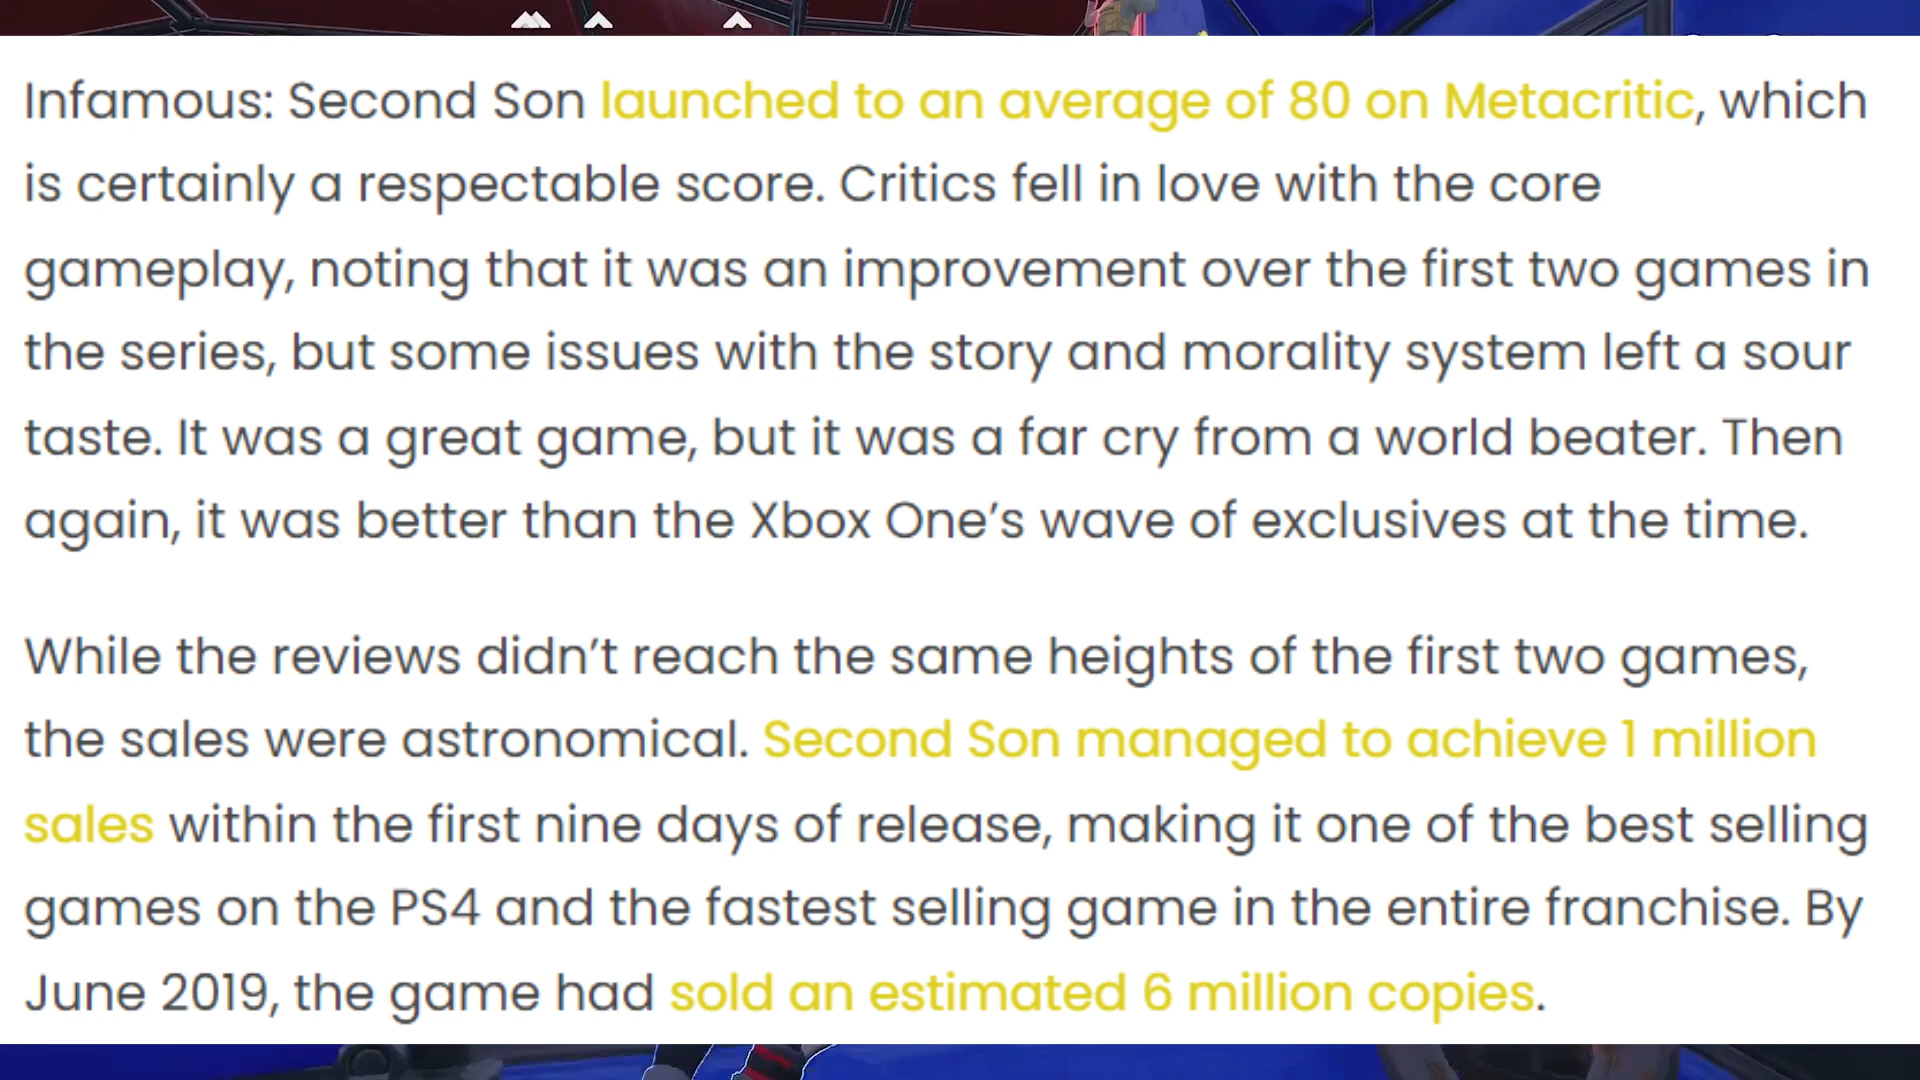 Infamous: Second Son launched to an average of 80 on Metacritic, which
is certainly a respectable score. Critics fell in love with the core
gameplay, noting that it was an improvement over the first two games in
the series, but some issues with the story and morality system left a sour
taste. It was a great game, but it was a far cry from a world beater. Then
again, it was better than the Xbox One’s wave of exclusives at the time.
While the reviews didn’t reach the same heights of the first two games,
the sales were astronomical. Second Son managed to achieve 1 million
sales within the first nine days of release, making it one of the best selling
games on the PS4 and the fastest selling game in the entire franchise. By
June 2019, the game had sold an estimated 6 million copies.